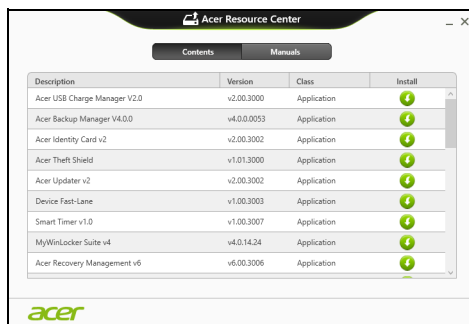 Acer Resource Center
Contents Manuals
Description Version Class Install
Acer USB Charge Manager V2.0 v2.00.3000 Application
Acer Backup Manager V4.0.0 v4.0.0.0053 Application
Acer Identity Card v2 v2.00.3002 Application
Acer Theft Shield v1.01.3000 Application
Acer Updater v2 v2.00.3002 Application
Device Fast-Lane v1.00.3003 Application
Smart Timer v1.0 v1.00.3007 Application
MyWinLocker Suite v4 v4.0.14.24 Application
Acer Recovery Management v6 v6.00.3006 Application
acer